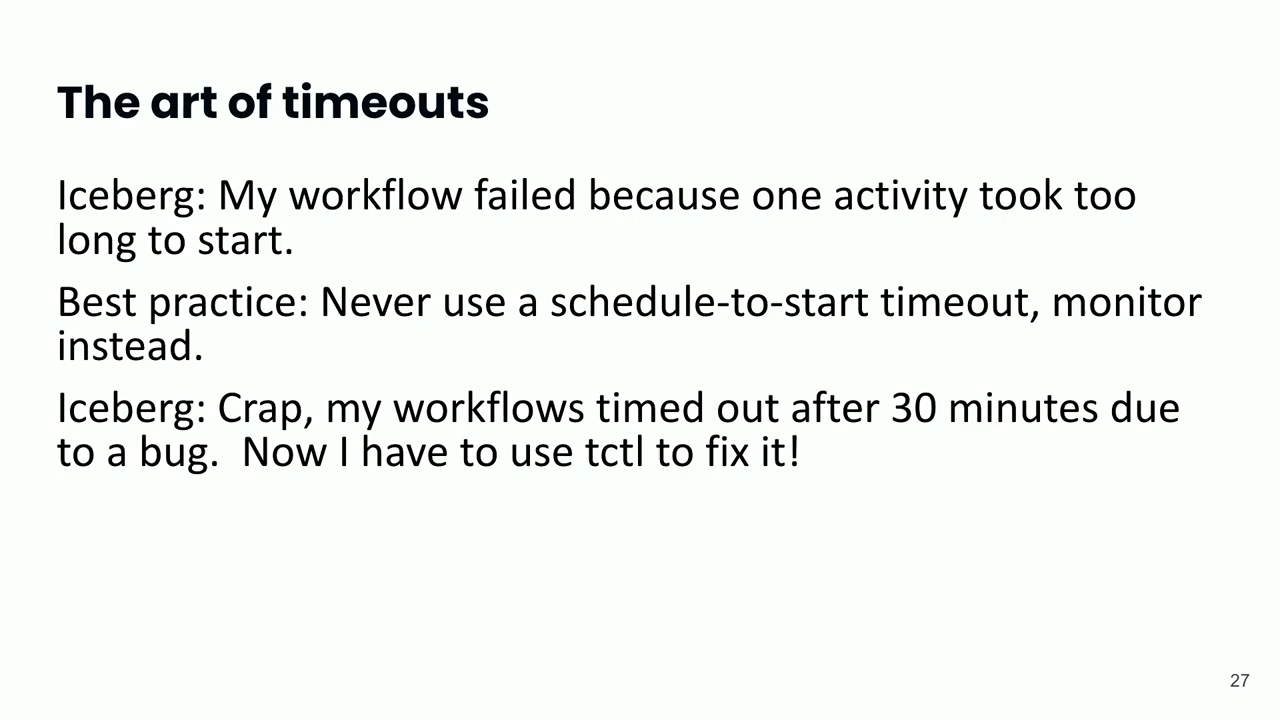 The art of timeouts
Iceberg: My workflow failed because one activity took too
long to start.
Best practice: Never use a schedule-to-start timeout, monitor
instead.
Iceberg: Crap, my workflows timed out after 30 minutes due
to a bug.  Now I have to use tctl to fix it!
27